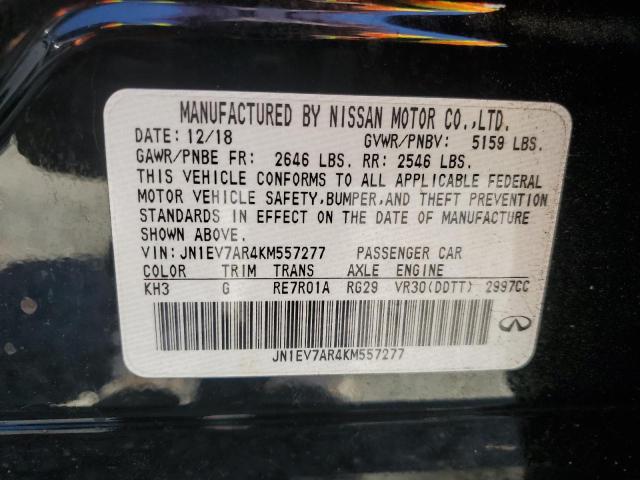 MANUFACTURED BY NISSAN MOTOR CO.,LTD.
DATE: 12/18 GVWR/PNBV: 5159 LBS.
GAWR/PNBE FR: 2646 LBS. RR: 2546 LBS.
THIS VEHICLE CONFORMS TO ALL APPLICABLE FEDERAL
MOTOR VEHICLE SAFETY,BUMPER,AND THEFT PREVENTION
STANDARDS IN EFFECT ON THE DATE OF MANUFACTURE
SHOWN ABOVE.
VIN:JN1EV7AR4KM557277 PASSENGER CAR
COLOR TRIM TRANS AXLE ENGINE
KH3 G RE7R01A RG29 VR30(DDTT) 2997CC
JN1EV7AR4KM557277